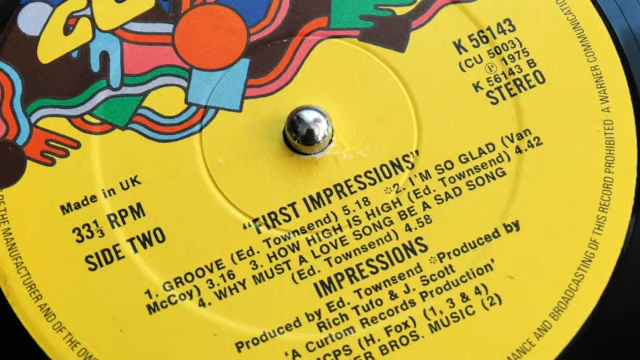 K 56143
(CU 5003)
Ⓟ 1975
K 56143 B
STEREO
Made in UK
33⅓ RPM
SIDE TWO
"FIRST IMPRESSIONS"
1. GROOVE (Ed. Townsend) 5.18 *2. I'M SO GLAD (Van
McCoy) 3.16 3. HOW HIGH IS HIGH (Ed. Townsend) 4.42
4. WHY MUST A LOVE SONG BE A SAD SONG
(Ed. Townsend) 4.58
IMPRESSIONS
Produced by Ed. Townsend *Produced by
Rich Tufo & J. Scott
'A Curtom Records Production'
MCPS (H. Fox) (1, 3 & 4)
BROS. MUSIC (2)
THE MANUFACTURER AND OF THE
AND BROADCASTING OF THIS RECORD PROHIBITED · A WARNER